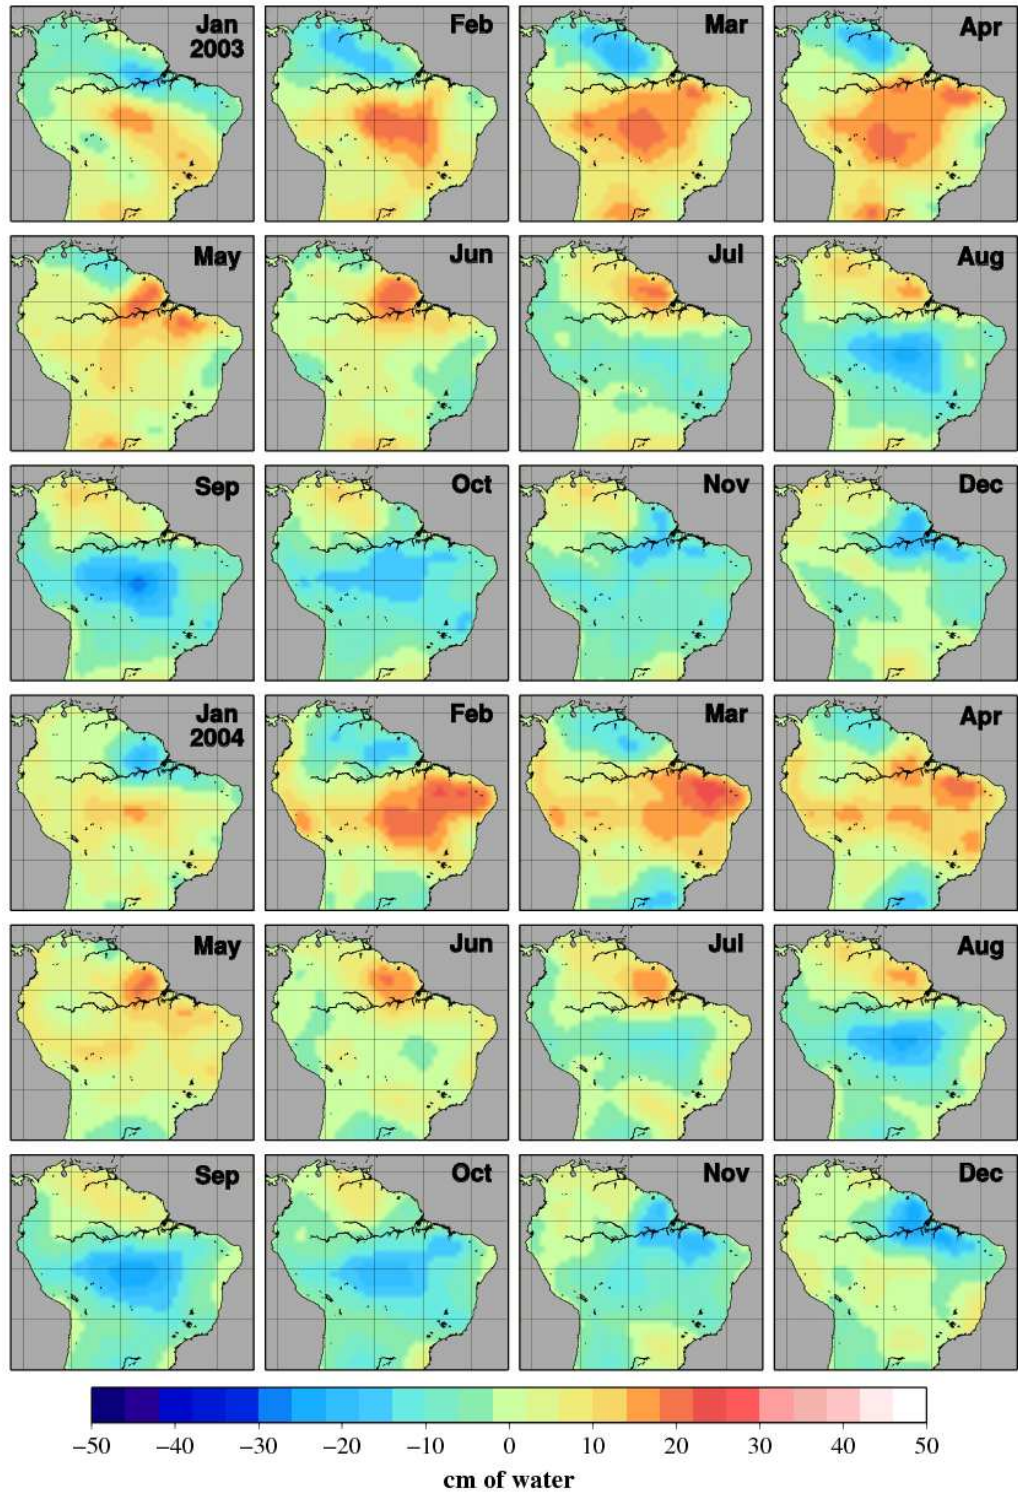 Jan
2003
Feb
Mar
Apr
May
Jun
Jul
Aug
Sep
Oct
Nov
Dec
Jan
2004
Feb
Mar
Apr
May
Jun
Jul
Aug
Sep
Oct
Nov
Dec
−50 −40 −30 −20 −10 0 10 20 30 40 50
cm of water